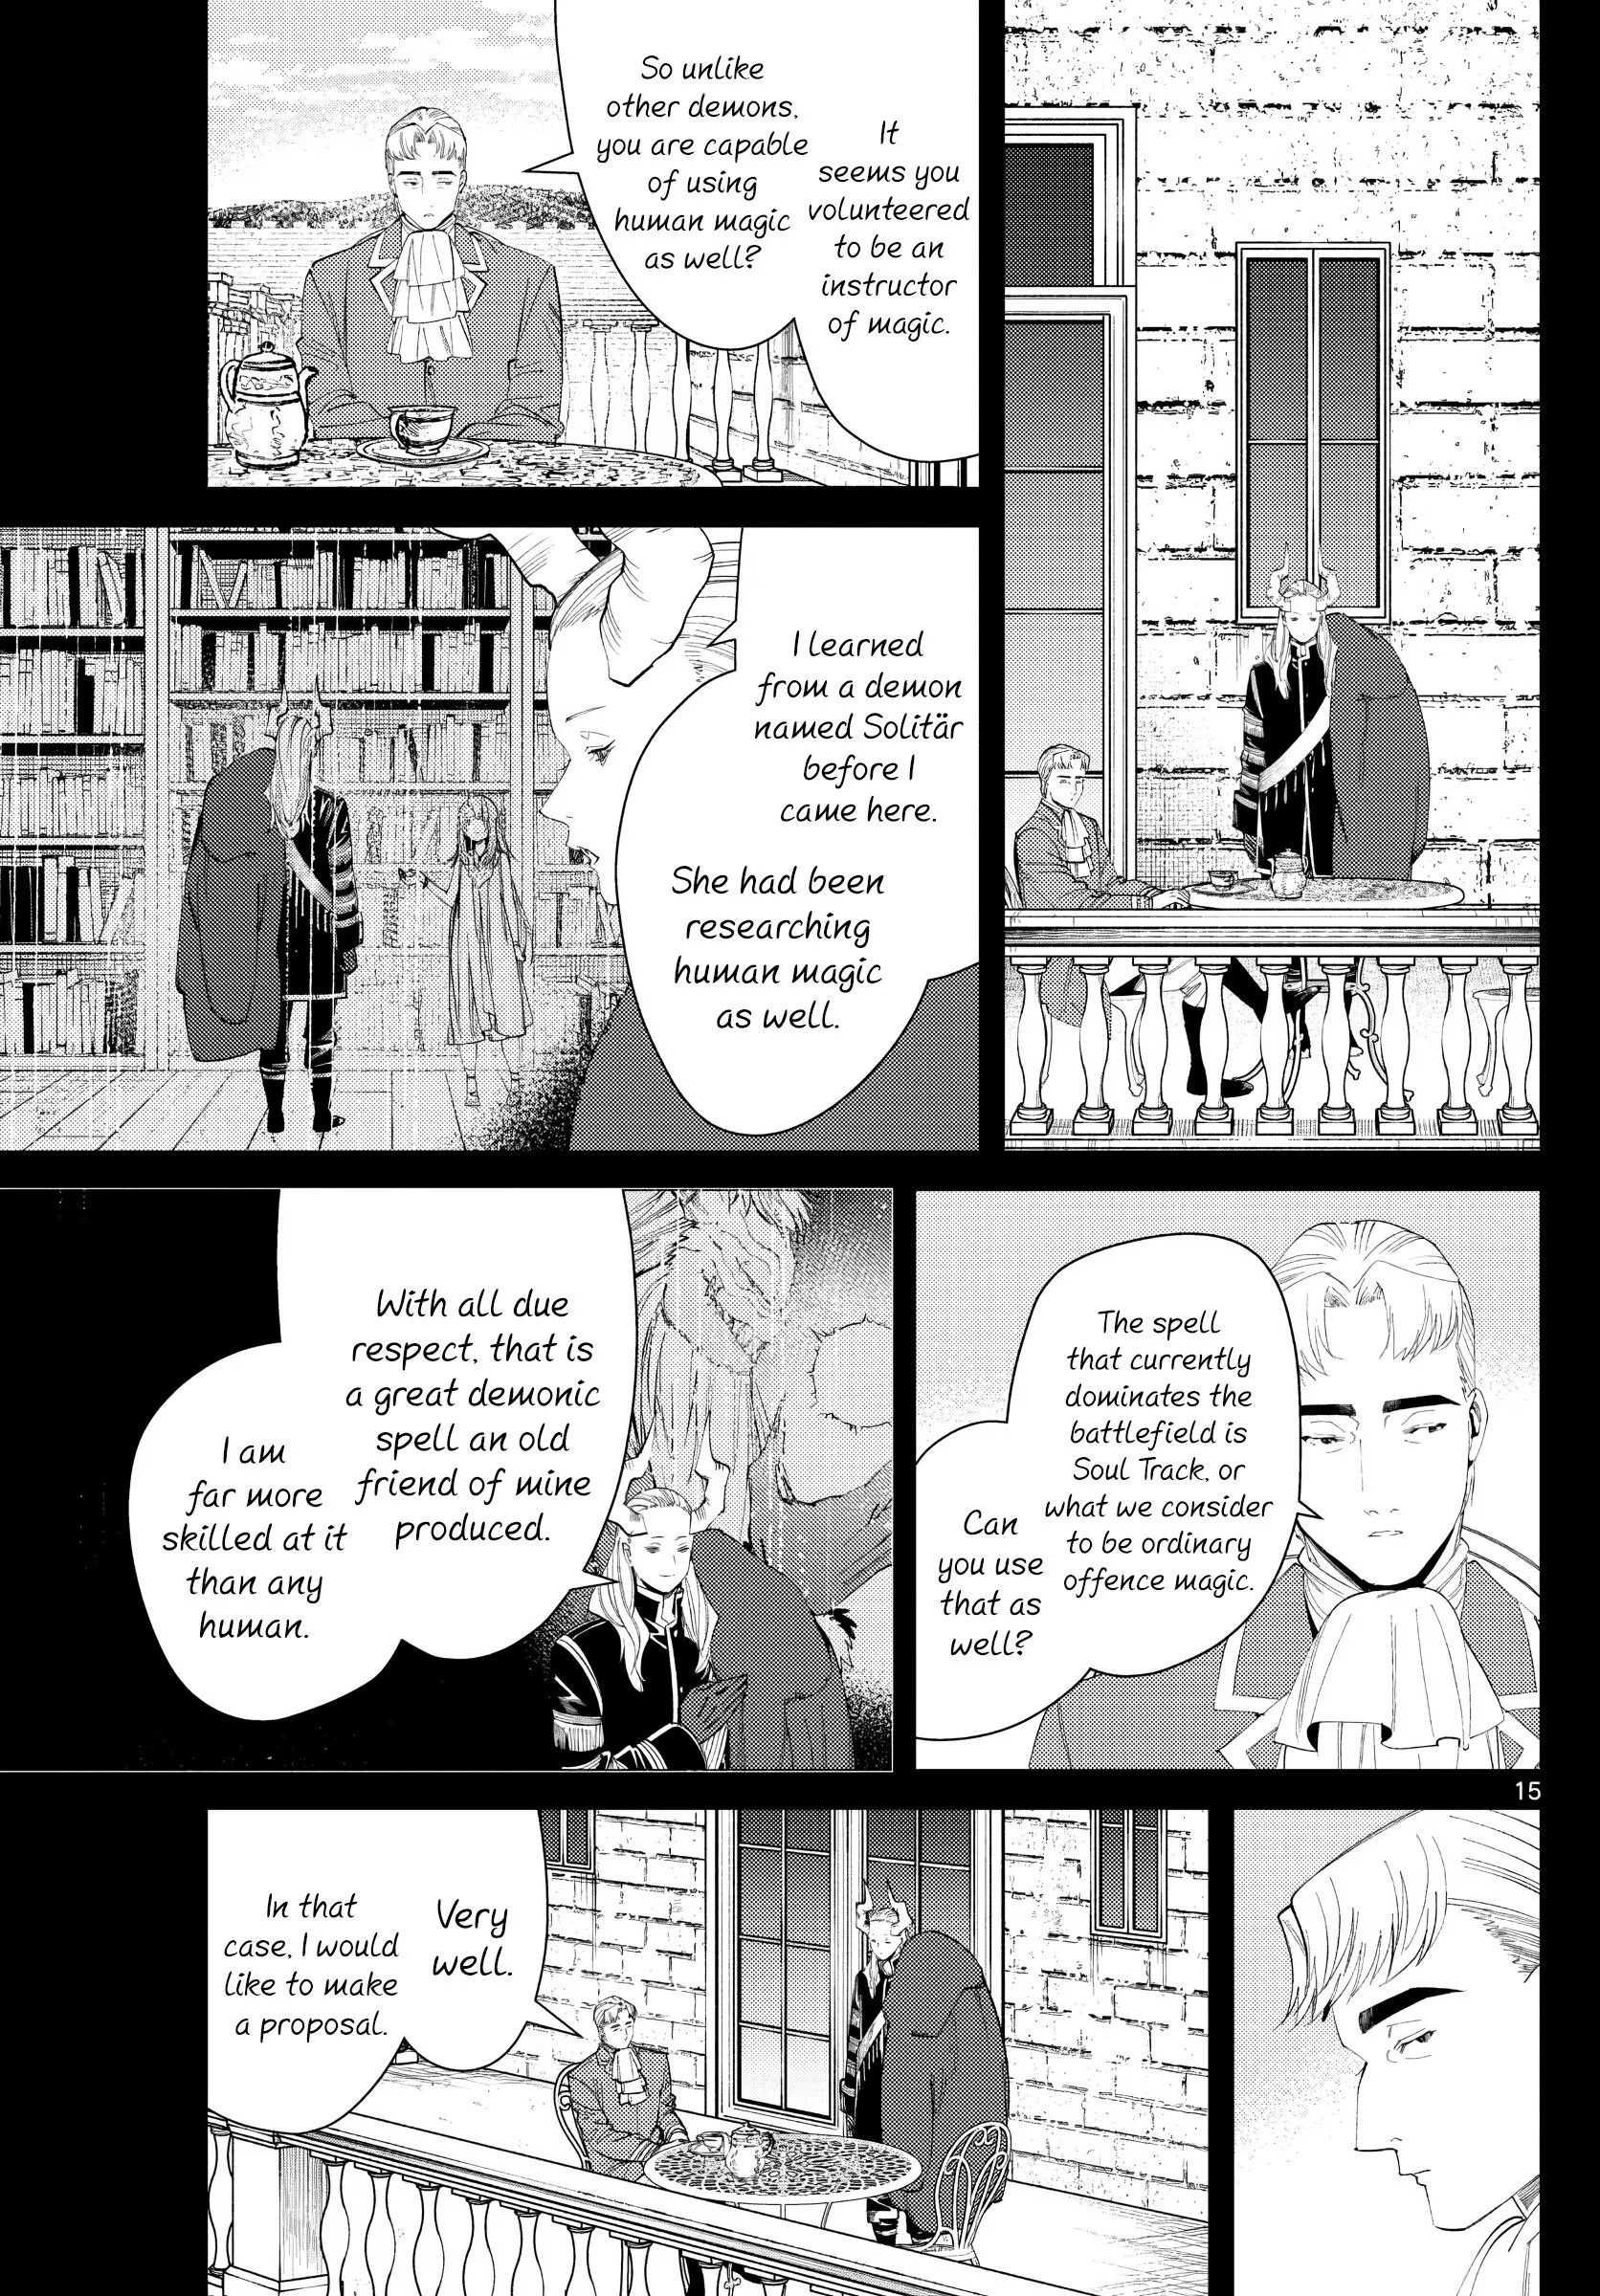 It
seems you
volunteered
to be an
instructor
of magic.
So unlike
other demons,
you are capable
of using
human magic
as well?
I learned
from a demon
named Solitär
before I
came here.
She had been
researching
human magic
as well.
The spell
that currently
dominates the
battlefield is
Soul Track, or
what we consider
to be ordinary
offence magic.
Can
you use
that as
well?
With all due
respect, that is
a great demonic
spell an old
friend of mine
produced.
I am
far more
skilled at it
than any
human.
15
Very
well.
In that
case, I would
like to make
a proposal.